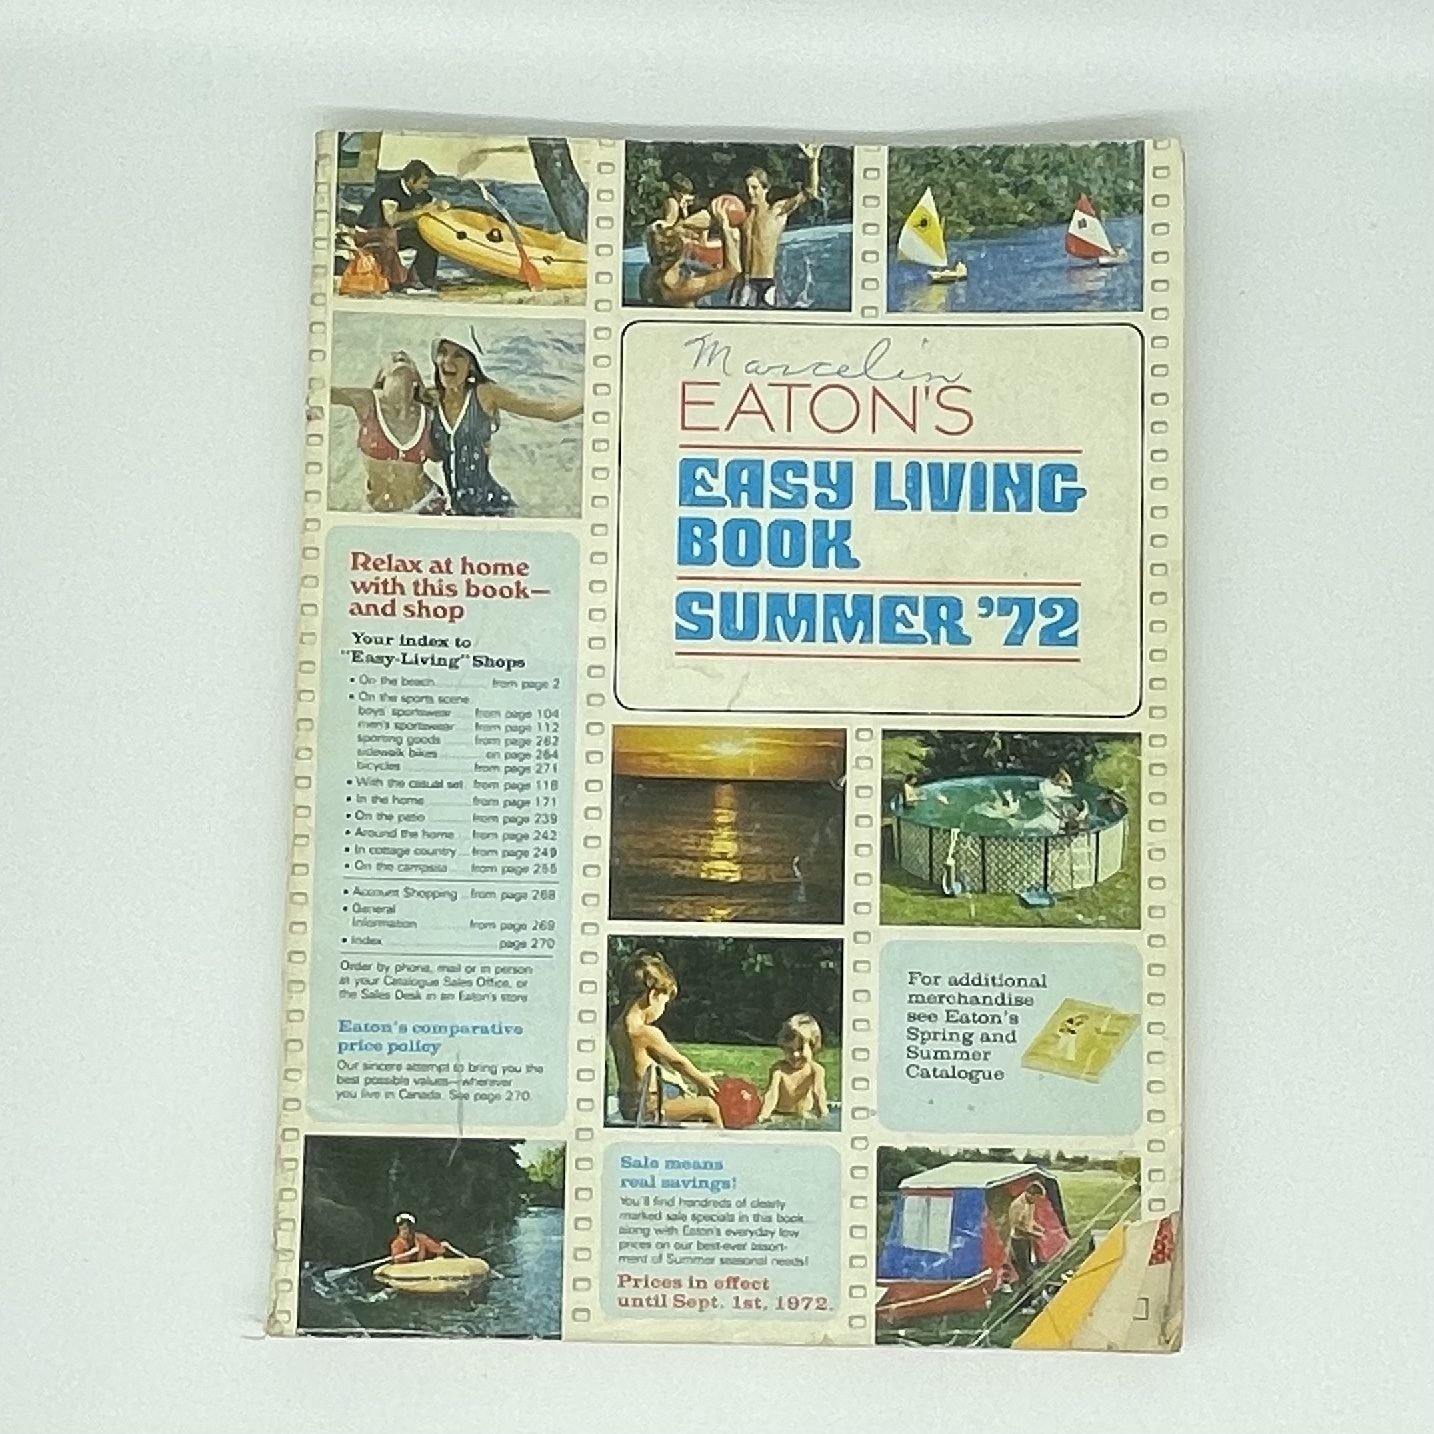 Marcelin
EATON'S
EASY LIVING
BOOK
SUMMER '72
Relax at home
with this book—
and shop
Your index to
"Easy-Living" Shops
• On the beach from page 2
• On the sports scene
boys' sportswear from page 104
men's sportswear from page 112
sporting goods from page 262
sidewalk bikes on page 264
bicycles from page 271
• With the casual set from page 118
• In the home from page 171
• On the patio from page 239
• Around the home from page 242
• In cottage country from page 249
• On the campsite from page 255
• Account Shopping from page 268
• General
Information from page 269
• Index page 270
Order by phone, mail or in person
at your Catalogue Sales Office, or
the Sales Desk in an Eaton's store
Eaton's comparative
price policy
Our sincere attempt to bring you the
best possible values—wherever
you live in Canada. See page 270.
For additional
merchandise
see Eaton's
Spring and
Summer
Catalogue
Sale means
real savings!
You'll find hundreds of clearly
marked sale specials in this book
along with Eaton's everyday low
prices on our best-ever assort-
ment of Summer seasonal needs!
Prices in effect
until Sept. 1st, 1972.